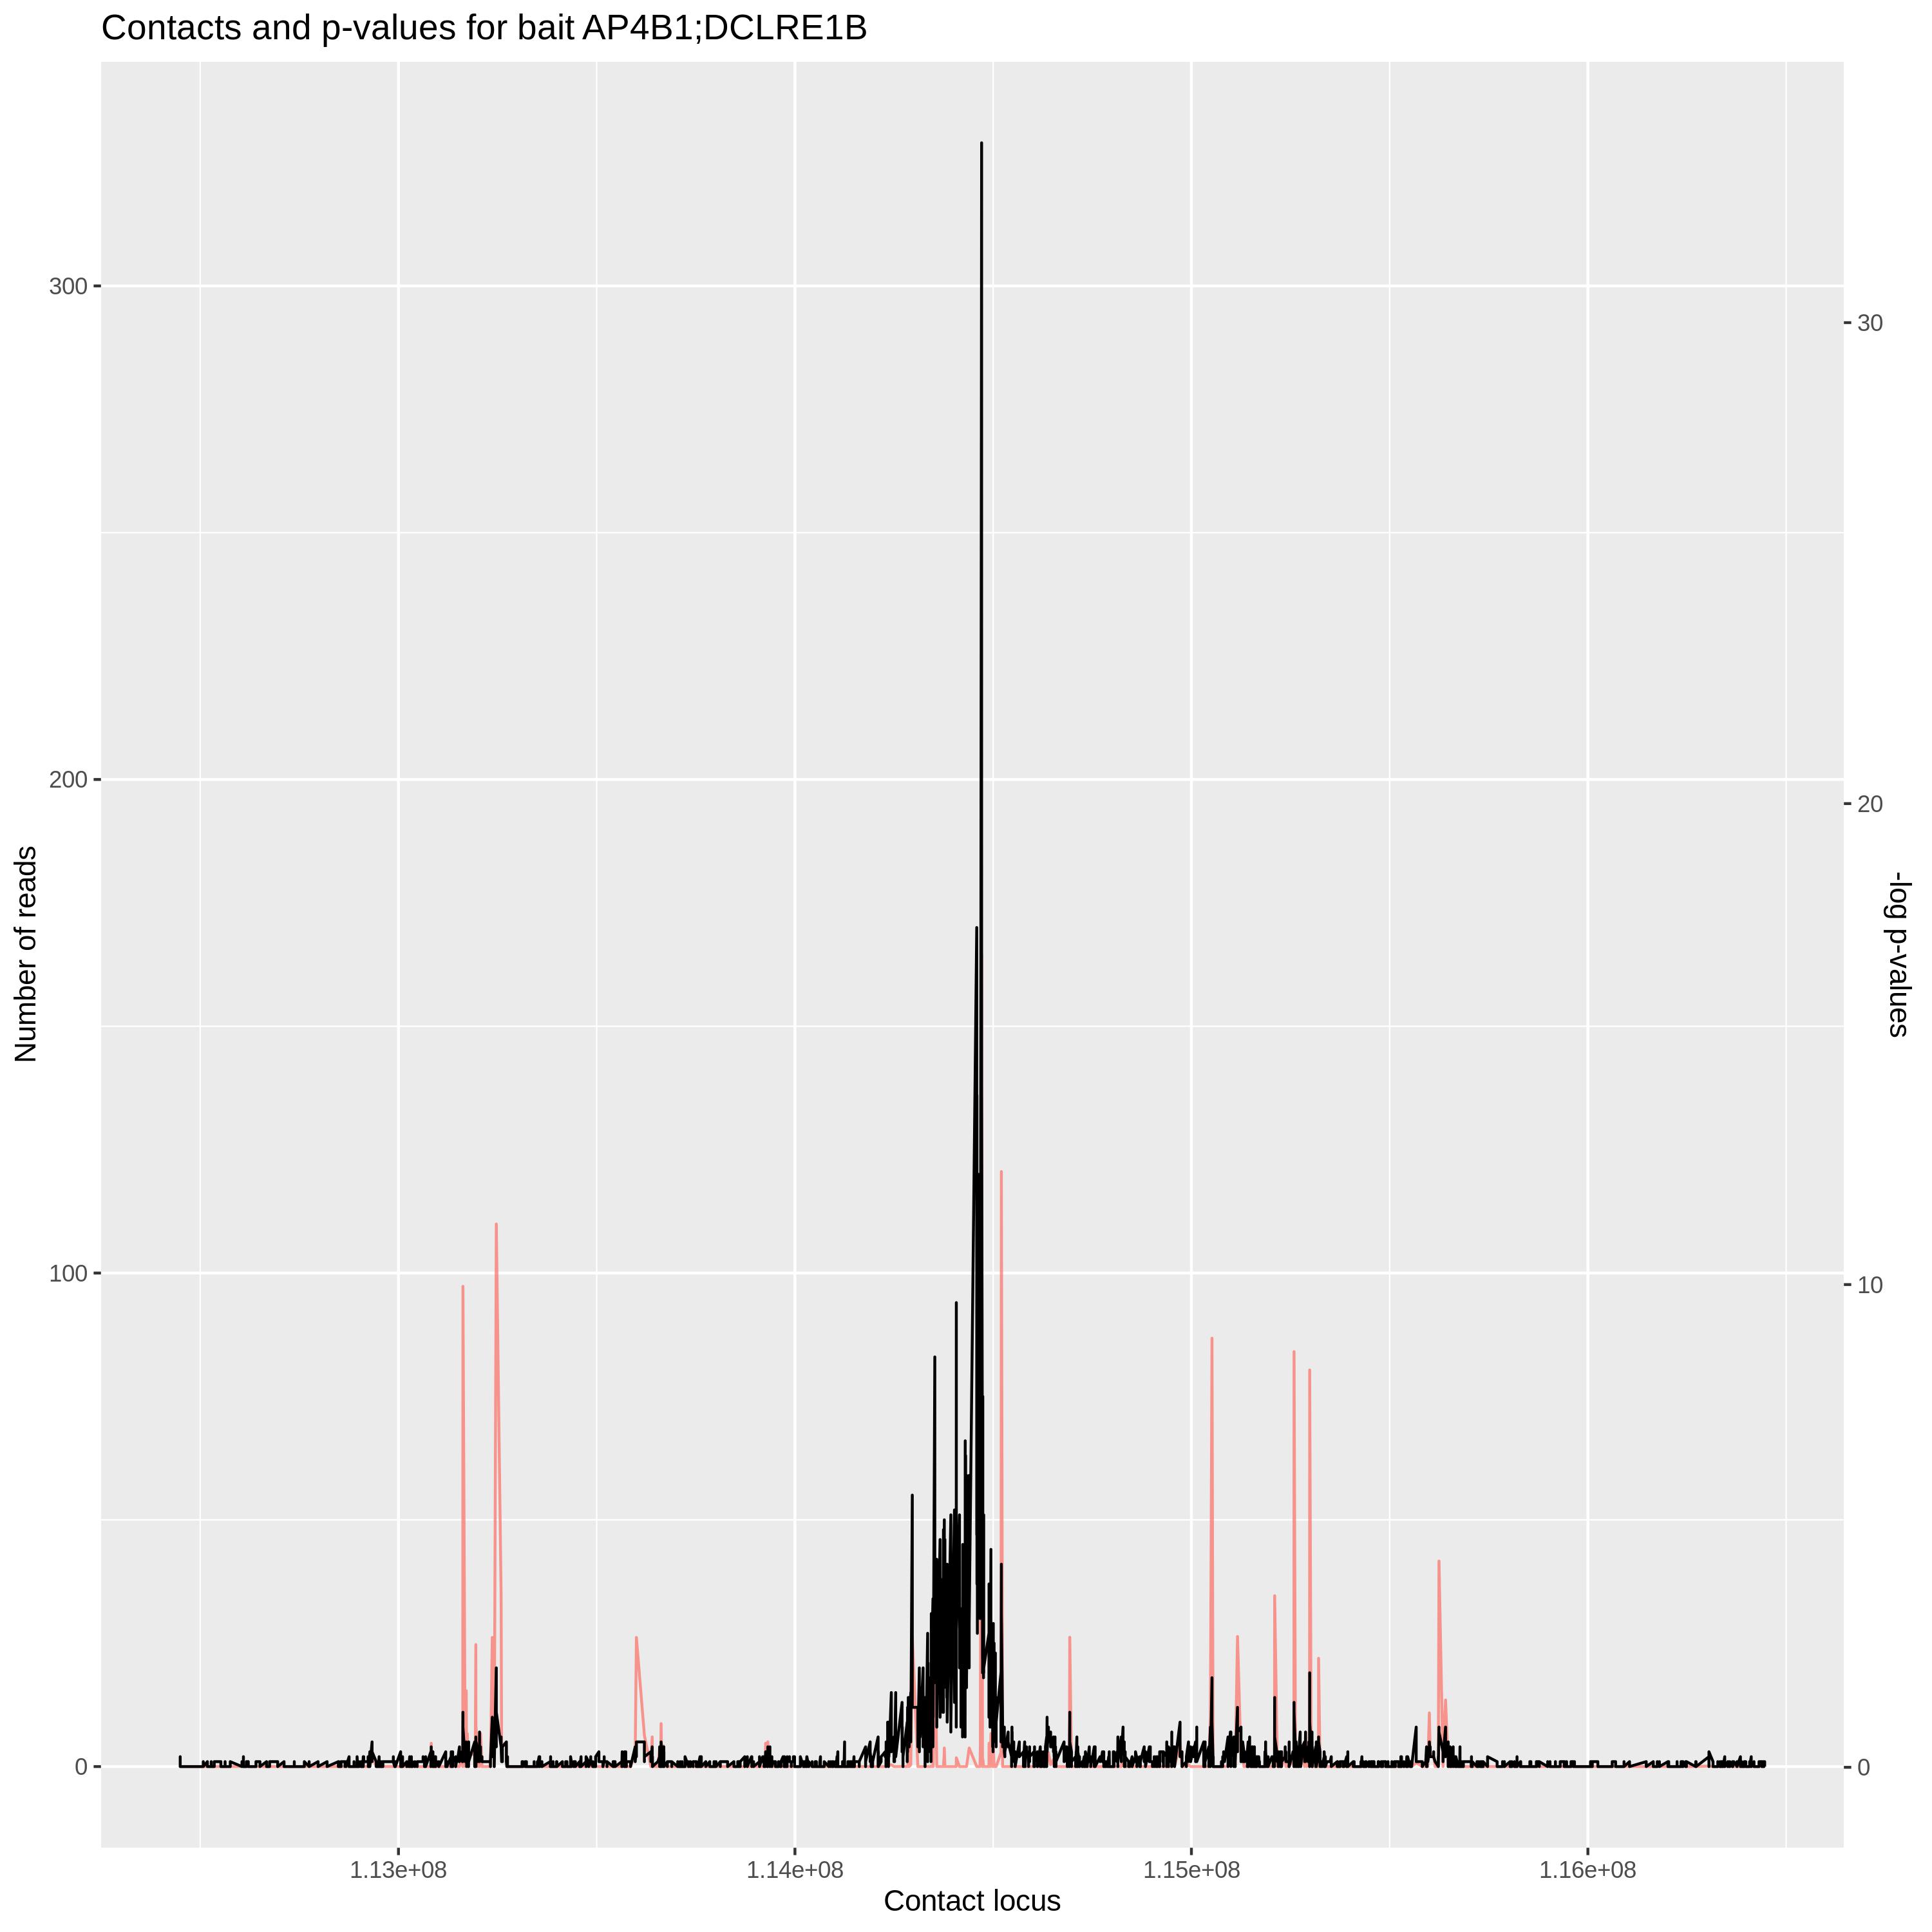 Contacts and p-values for bait AP4B1;DCLRE1B
300
200
100
0
Number of reads
30
20
10
0
-log p-values
1.13e+08
1.14e+08
1.15e+08
1.16e+08
Contact locus